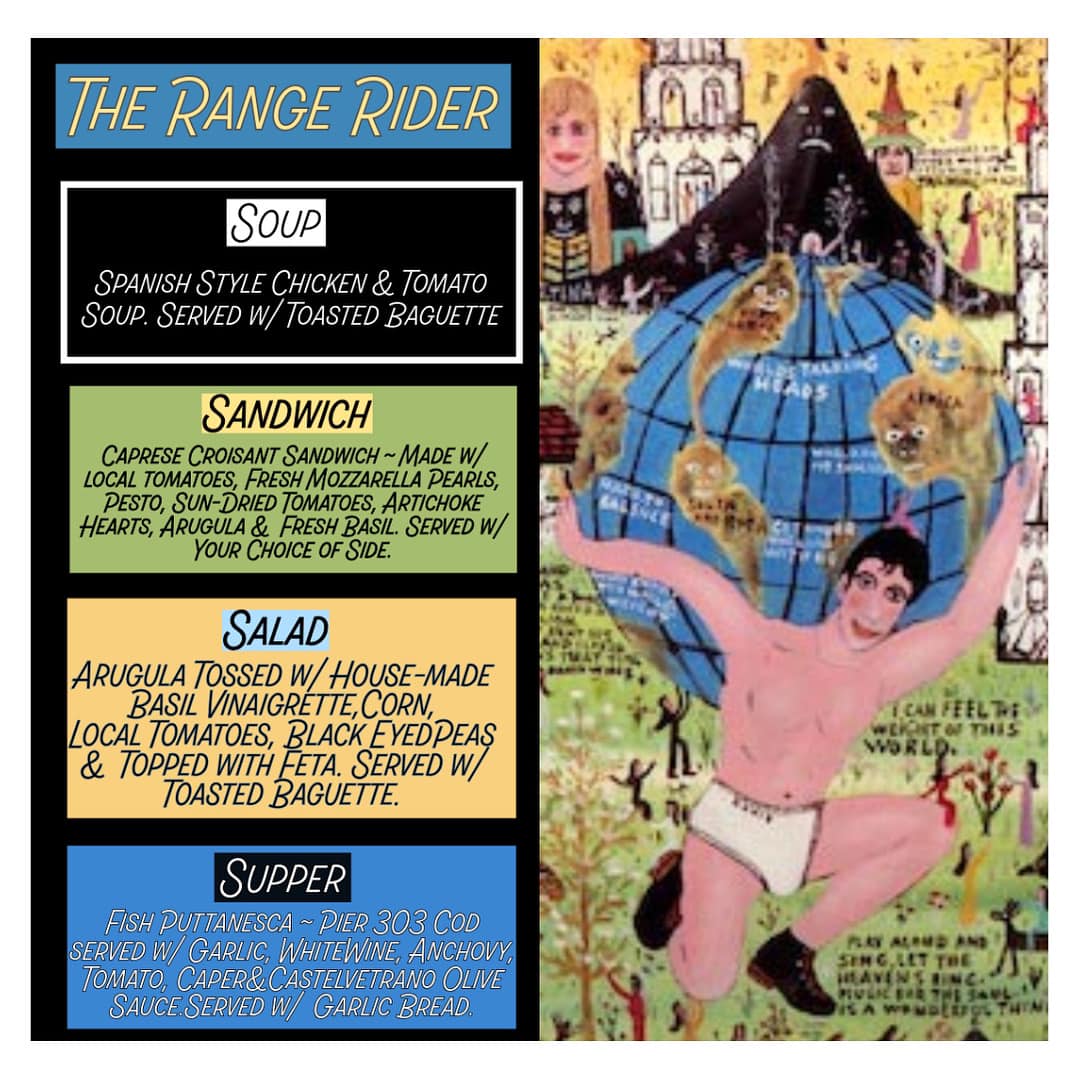 THE RANGE RIDER
SOUP
SPANISH STYLE CHICKEN & TOMATO
SOUP. SERVED W/ TOASTED BAGUETTE
SANDWICH
CAPRESE CROISANT SANDWICH ~ MADE W/
LOCAL TOMATOES, FRESH MOZZARELLA PEARLS,
PESTO, SUN-DRIED TOMATOES, ARTICHOKE
HEARTS, ARUGULA & FRESH BASIL. SERVED W/
YOUR CHOICE OF SIDE.
SALAD
ARUGULA TOSSED W/ HOUSE-MADE
BASIL VINAIGRETTE,CORN,
LOCAL TOMATOES, BLACK EYEDPEAS
& TOPPED WITH FETA. SERVED W/
TOASTED BAGUETTE.
SUPPER
FISH PUTTANESCA ~ PIER 303 COD
SERVED W/ GARLIC, WHITEWINE, ANCHOVY,
TOMATO, CAPER&CASTELVETRANO OLIVE
SAUCE.SERVED W/ GARLIC BREAD.
TINA
TALKING
HEADS
AFRICA
SOUTH
I CAN FEEL THE
WEIGHT OF THIS
WORLD.
PLAY ALOUD AND
SING, LET THE
HEAVENS RING.
MUSIC FOR THE SOUL
IS A WONDERFUL THING